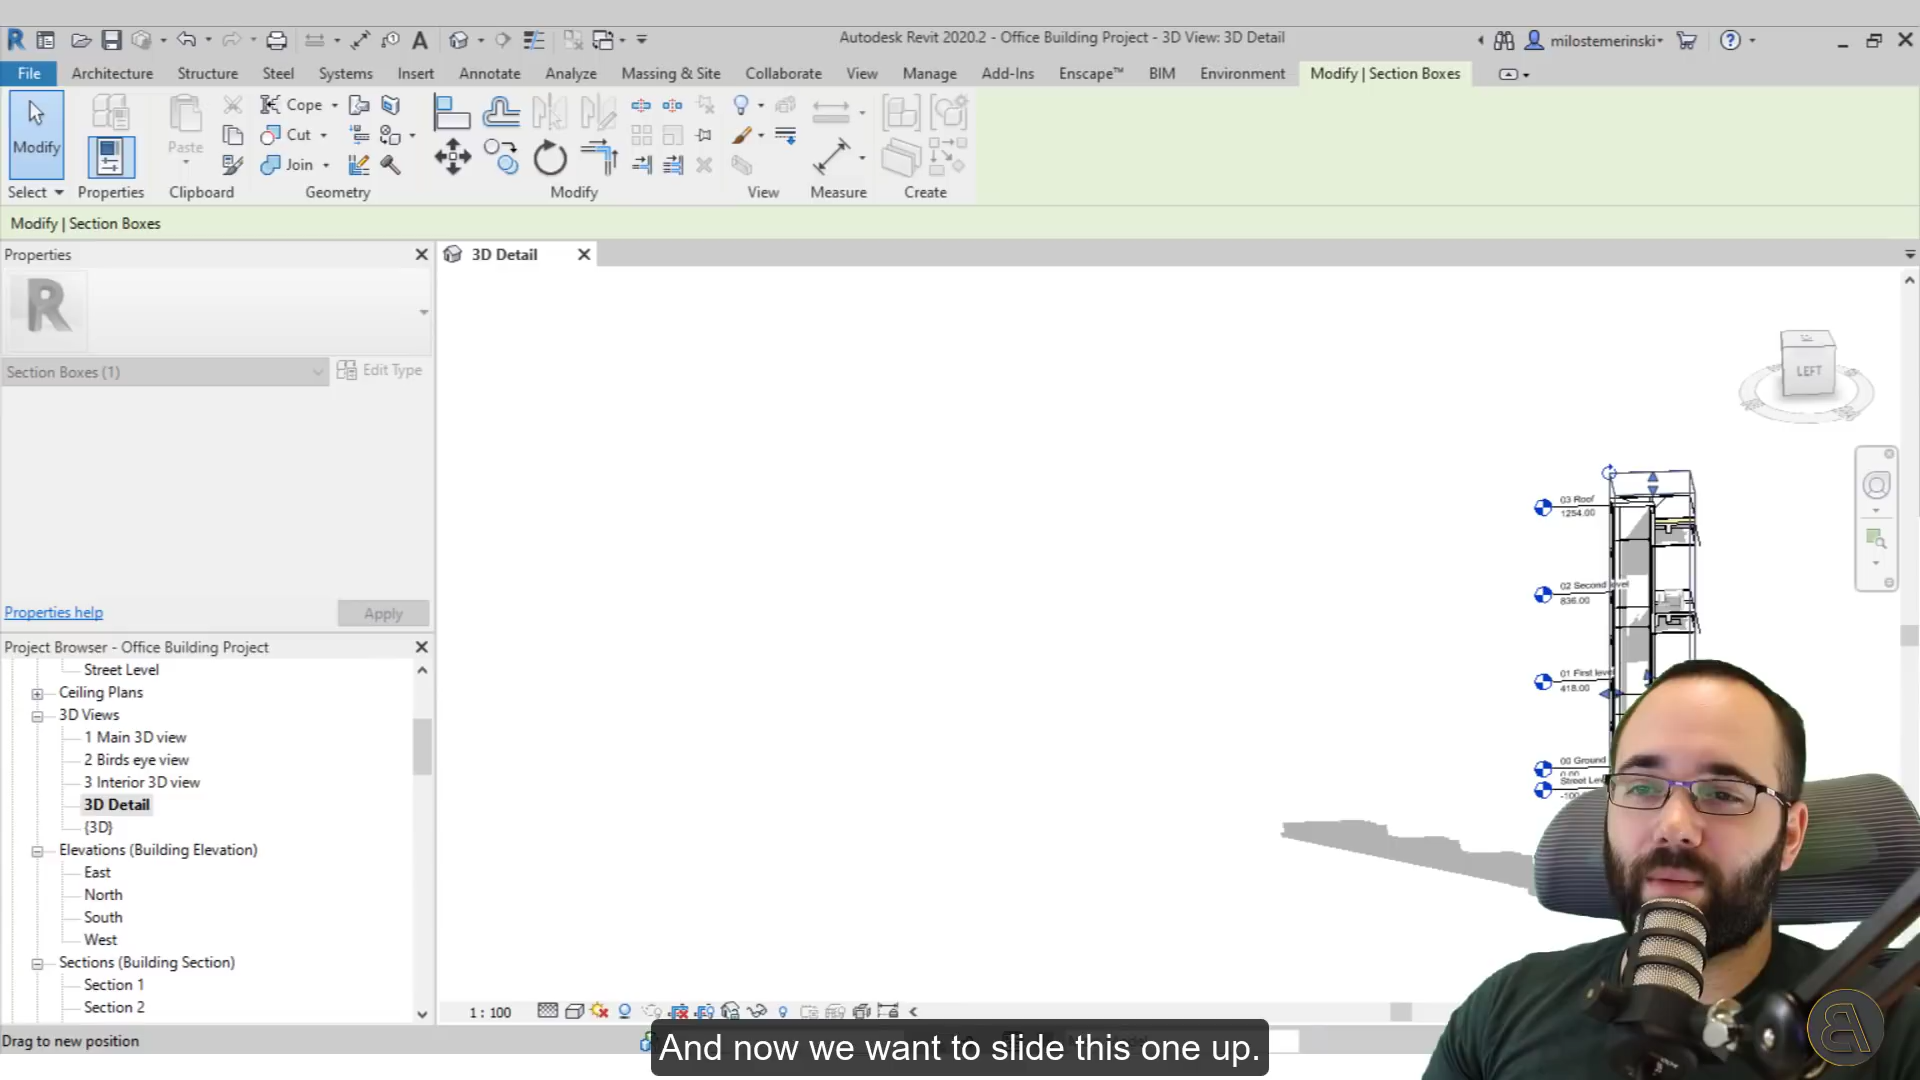 Autodesk Revit 2020.2 - Office Building Project - 3D View: 3D Detail
milostemerinski
File Architecture Structure Steel Systems Insert Annotate Analyze Massing & Site Collaborate View Manage Add-Ins Enscape™ BIM Environment Modify | Section Boxes
Modify
Paste
Cope
Cut
Join
Select Properties Clipboard Geometry Modify View Measure Create
Modify | Section Boxes
Properties
3D Detail
R
Section Boxes (1)
Edit Type
LEFT
03 Roof
1254.00
02 Second level
836.00
01 First level
418.00
00 Ground
0.00
Street Lev
-100
Properties help
Apply
Project Browser - Office Building Project
Street Level
Ceiling Plans
3D Views
1 Main 3D view
2 Birds eye view
3 Interior 3D view
3D Detail
{3D}
Elevations (Building Elevation)
East
North
South
West
Sections (Building Section)
Section 1
Section 2
1 : 100
Drag to new position
And now we want to slide this one up.